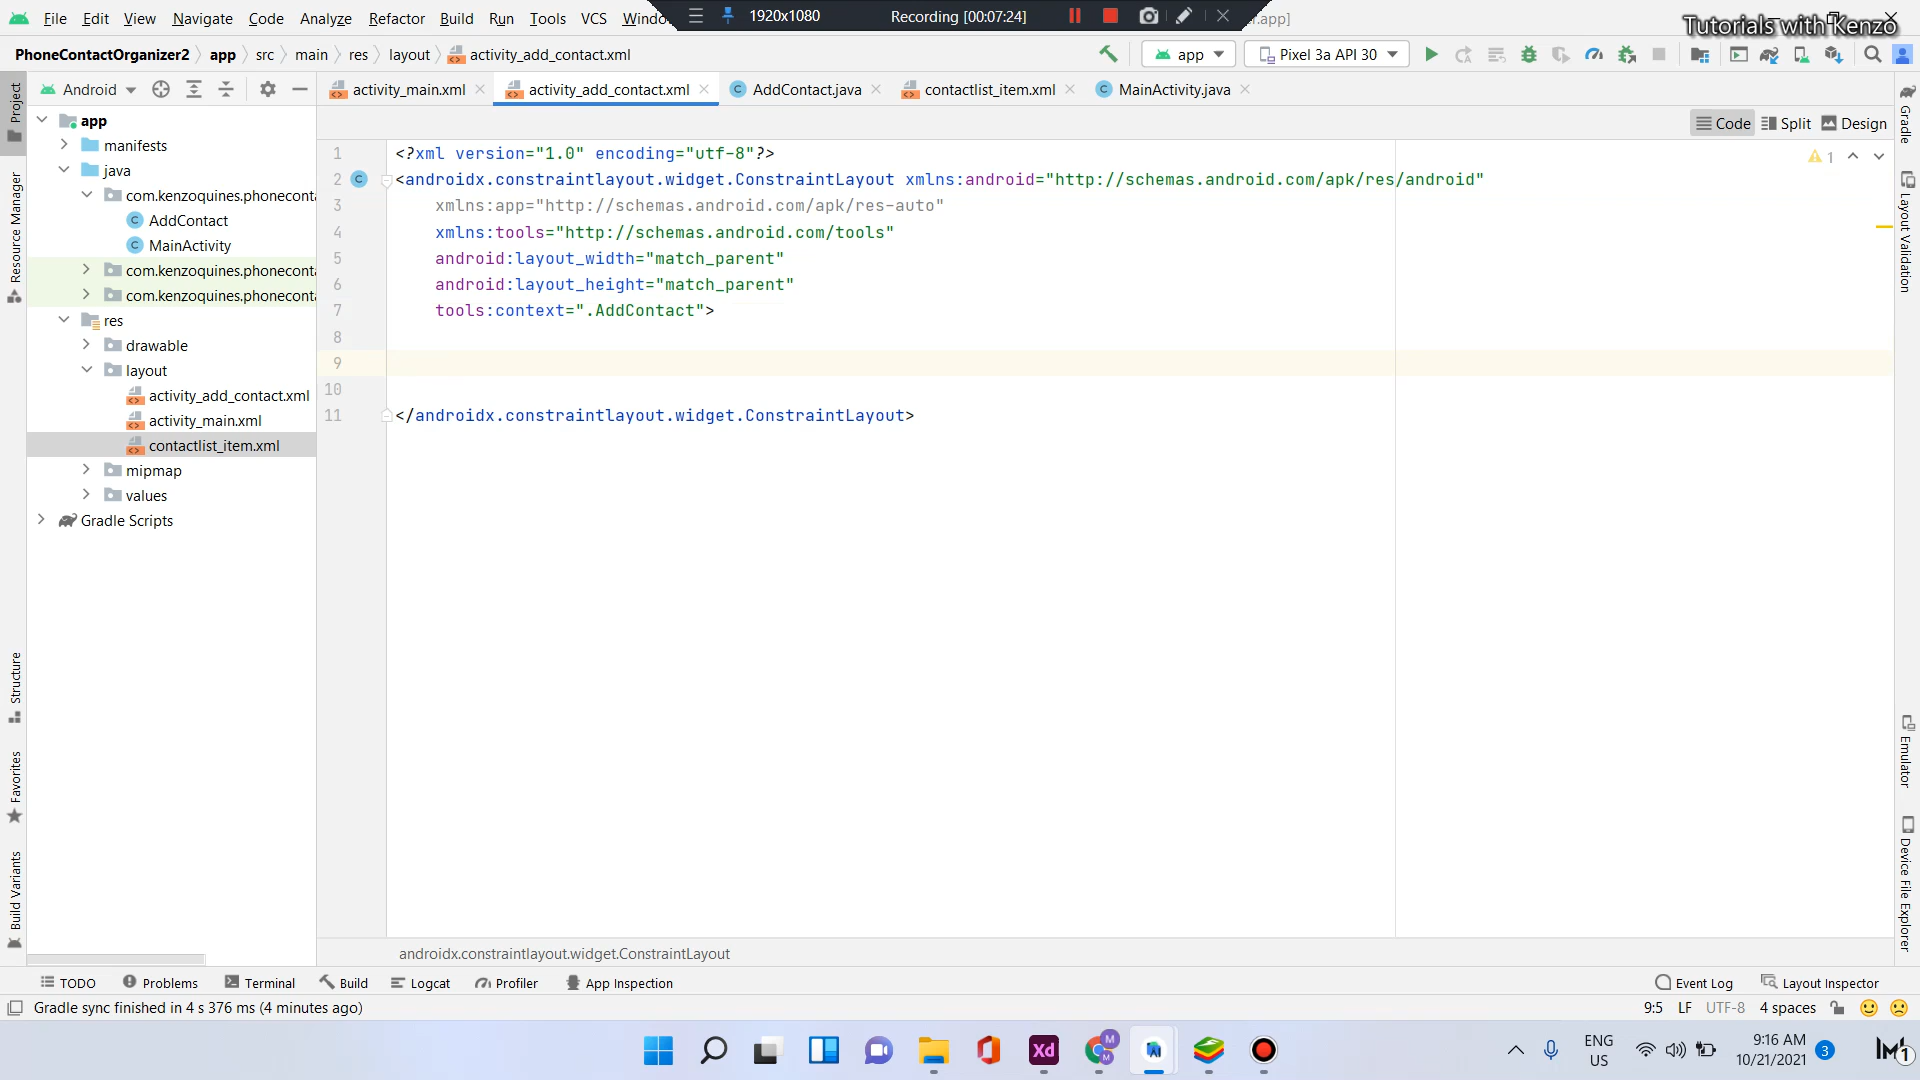 File Edit View Navigate Code Analyze Refactor Build Run Tools VCS Windo
1920x1080 Recording [00:07:24]
r.app]
Tutorials with Kenzo
PhoneContactOrganizer2 app src main res layout activity_add_contact.xml
app Pixel 3a API 30
Android
activity_main.xml activity_add_contact.xml AddContact.java contactlist_item.xml MainActivity.java
Code Split Design
Project
Resource Manager
Structure
Favorites
Build Variants
app
manifests
java
com.kenzoquines.phoneconta
AddContact
MainActivity
com.kenzoquines.phoneconta
com.kenzoquines.phoneconta
res
drawable
layout
activity_add_contact.xml
activity_main.xml
contactlist_item.xml
mipmap
values
Gradle Scripts
1 <?xml version="1.0" encoding="utf-8"?>
2 <androidx.constraintlayout.widget.ConstraintLayout xmlns:android="http://schemas.android.com/apk/res/android"
3 xmlns:app="http://schemas.android.com/apk/res-auto"
4 xmlns:tools="http://schemas.android.com/tools"
5 android:layout_width="match_parent"
6 android:layout_height="match_parent"
7 tools:context=".AddContact">
8
9
10
11 </androidx.constraintlayout.widget.ConstraintLayout>
1
Gradle
Layout Validation
Emulator
Device File Explorer
androidx.constraintlayout.widget.ConstraintLayout
TODO Problems Terminal Build Logcat Profiler App Inspection Event Log Layout Inspector
Gradle sync finished in 4 s 376 ms (4 minutes ago) 9:5 LF UTF-8 4 spaces
Xd M M
ENG
US
9:16 AM
10/21/2021
3
1